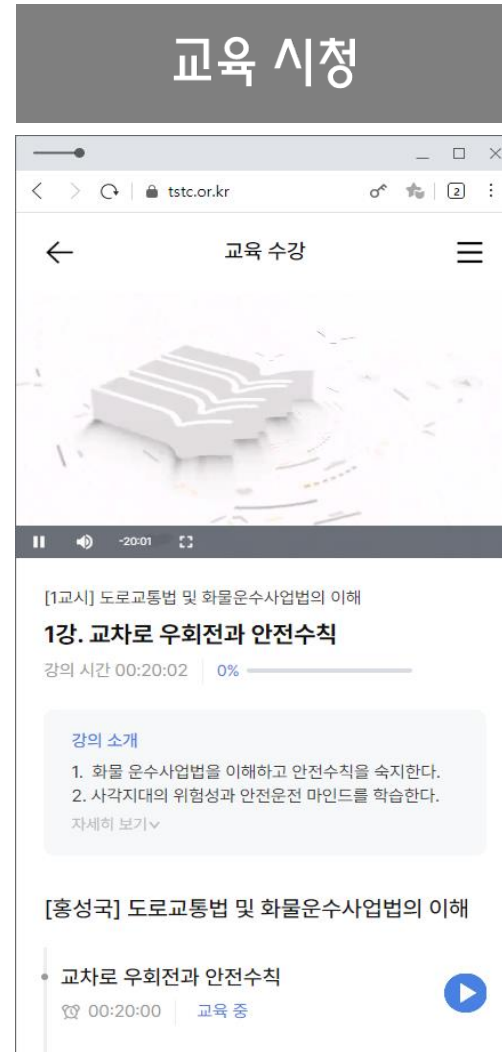 교육 시청
tstc.or.kr
2
교육 수강
-20:01
[1교시] 도로교통법 및 화물운수사업법의 이해
1강. 교차로 우회전과 안전수칙
강의 시간 00:20:02 0%
강의 소개
1. 화물 운수사업법을 이해하고 안전수칙을 숙지한다.
2. 사각지대의 위험성과 안전운전 마인드를 학습한다.
자세히 보기
[홍성국] 도로교통법 및 화물운수사업법의 이해
교차로 우회전과 안전수칙
00:20:00 교육 중